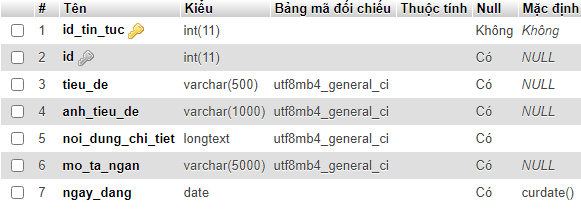 # Tên Kiểu Bảng mã đối chiếu Thuộc tính Null Mặc định
1 id_tin_tuc int(11) Không Không
2 id int(11) Có NULL
3 tieu_de varchar(500) utf8mb4_general_ci Có NULL
4 anh_tieu_de varchar(1000) utf8mb4_general_ci Có NULL
5 noi_dung_chi_tiet longtext utf8mb4_general_ci Có
6 mo_ta_ngan varchar(5000) utf8mb4_general_ci Có NULL
7 ngay_dang date Có curdate()